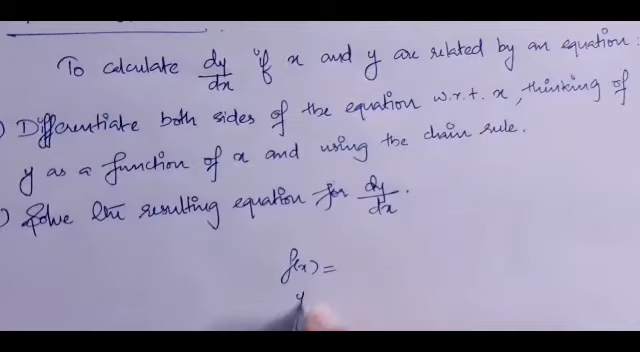 To calculate dy/dx if x and y are related by an equation:
) Differentiate both sides of the equation w.r.t. x, thinking of
y as a function of x and using the chain rule.
) Solve the resulting equation for dy/dx.
f(x) =
y